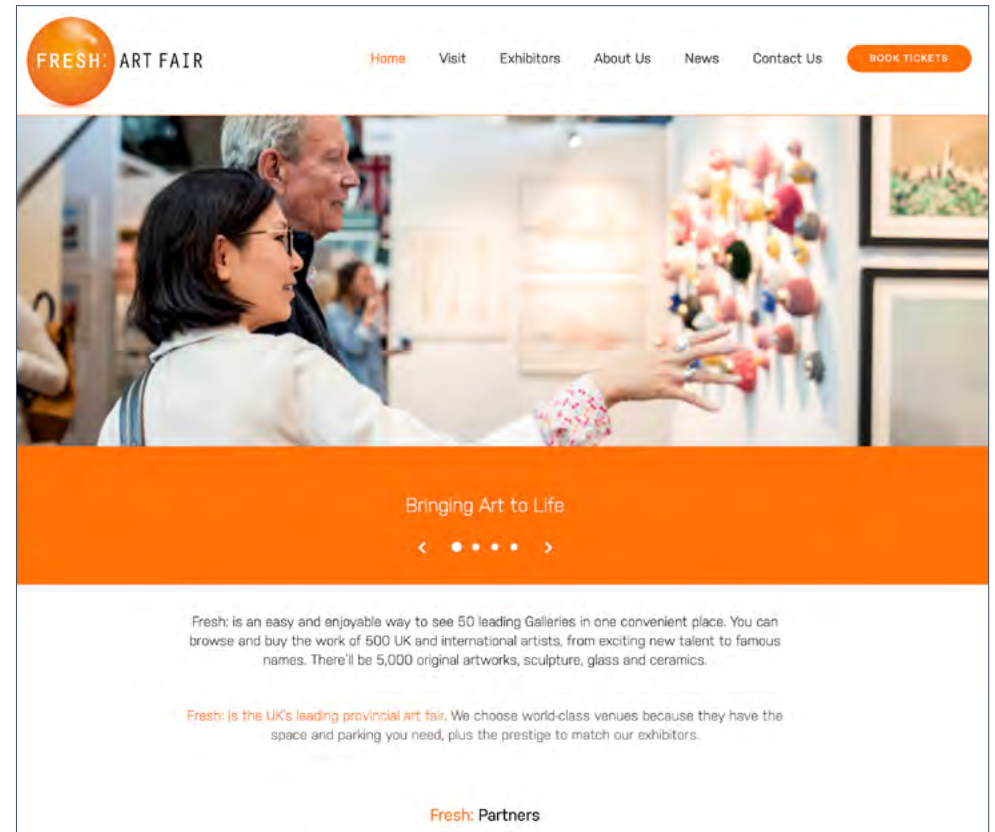 FRESH: ART FAIR
Home Visit Exhibitors About Us News Contact Us BOOK TICKETS
Bringing Art to Life
Fresh: is an easy and enjoyable way to see 50 leading Galleries in one convenient place. You can
browse and buy the work of 500 UK and international artists, from exciting new talent to famous
names. There'll be 5,000 original artworks, sculpture, glass and ceramics.
Fresh: is the UK's leading provincial art fair. We choose world-class venues because they have the
space and parking you need, plus the prestige to match our exhibitors.
Fresh: Partners